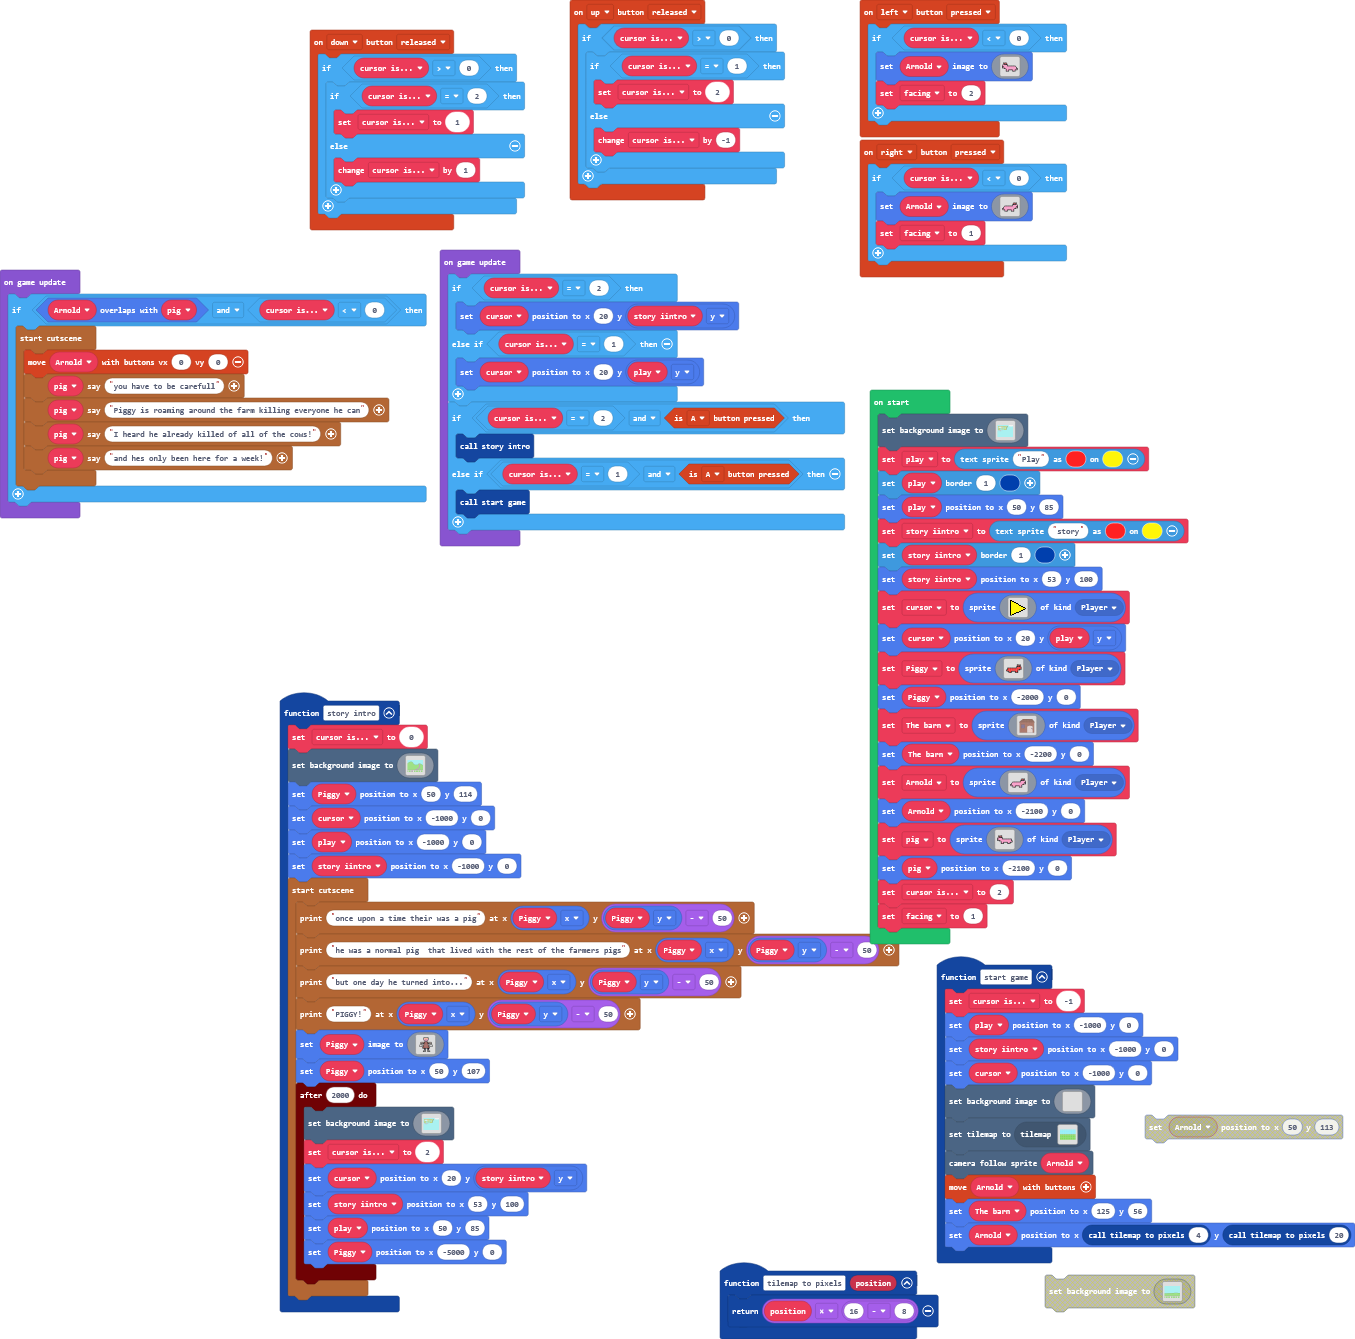 on down button released
if cursor is... > 0 then
if cursor is... = 2 then
set cursor is... to 1
else
change cursor is... by 1
on up button released
if cursor is... > 0 then
if cursor is... = 1 then
set cursor is... to 2
else
change cursor is... by -1
on left button pressed
if cursor is... < 0 then
set Arnold image to
set facing to 2
on right button pressed
if cursor is... < 0 then
set Arnold image to
set facing to 1
on game update
if Arnold overlaps with pig and cursor is... < 0 then
start cutscene
move Arnold with buttons vx 0 vy 0
pig say "you have to be carefull"
pig say "Piggy is roaming around the farm killing everyone he can"
pig say "I heard he already killed of all of the cows!"
pig say "and hes only been here for a week!"
on game update
if cursor is... = 2 then
set cursor position to x 20 y story iintro y
else if cursor is... = 1 then
set cursor position to x 20 y play y
if cursor is... = 2 and is A button pressed then
call story intro
else if cursor is... = 1 and is A button pressed then
call start game
on start
set background image to
set play to text sprite "Play" as on
set play border 1
set play position to x 50 y 85
set story iintro to text sprite "story" as on
set story iintro border 1
set story iintro position to x 53 y 100
set cursor to sprite of kind Player
set cursor position to x 20 y play y
set Piggy to sprite of kind Player
set Piggy position to x -2000 y 0
set The barn to sprite of kind Player
set The barn position to x -2200 y 0
set Arnold to sprite of kind Player
set Arnold position to x -2100 y 0
set pig to sprite of kind Player
set pig position to x -2100 y 0
set cursor is... to 2
set facing to 1
function story intro
set cursor is... to 0
set background image to
set Piggy position to x 50 y 114
set cursor position to x -1000 y 0
set play position to x -1000 y 0
set story iintro position to x -1000 y 0
start cutscene
print "once upon a time their was a pig" at x Piggy x y Piggy y - 50
print "he was a normal pig  that lived with the rest of the farmers pigs" at x Piggy x y Piggy y - 50
print "but one day he turned into..." at x Piggy x y Piggy y - 50
print "PIGGY!" at x Piggy x y Piggy y - 50
set Piggy image to
set Piggy position to x 50 y 107
after 2000 do
set background image to
set cursor is... to 2
set cursor position to x 20 y story iintro y
set story iintro position to x 53 y 100
set play position to x 50 y 85
set Piggy position to x -5000 y 0
function start game
set cursor is... to -1
set play position to x -1000 y 0
set story iintro position to x -1000 y 0
set cursor position to x -1000 y 0
set background image to
set tilemap to tilemap
camera follow sprite Arnold
move Arnold with buttons
set The barn position to x 125 y 56
set Arnold position to x call tilemap to pixels 4 y call tilemap to pixels 20
set Arnold position to x 50 y 113
set background image to
function tilemap to pixels position
return position x 16 - 8